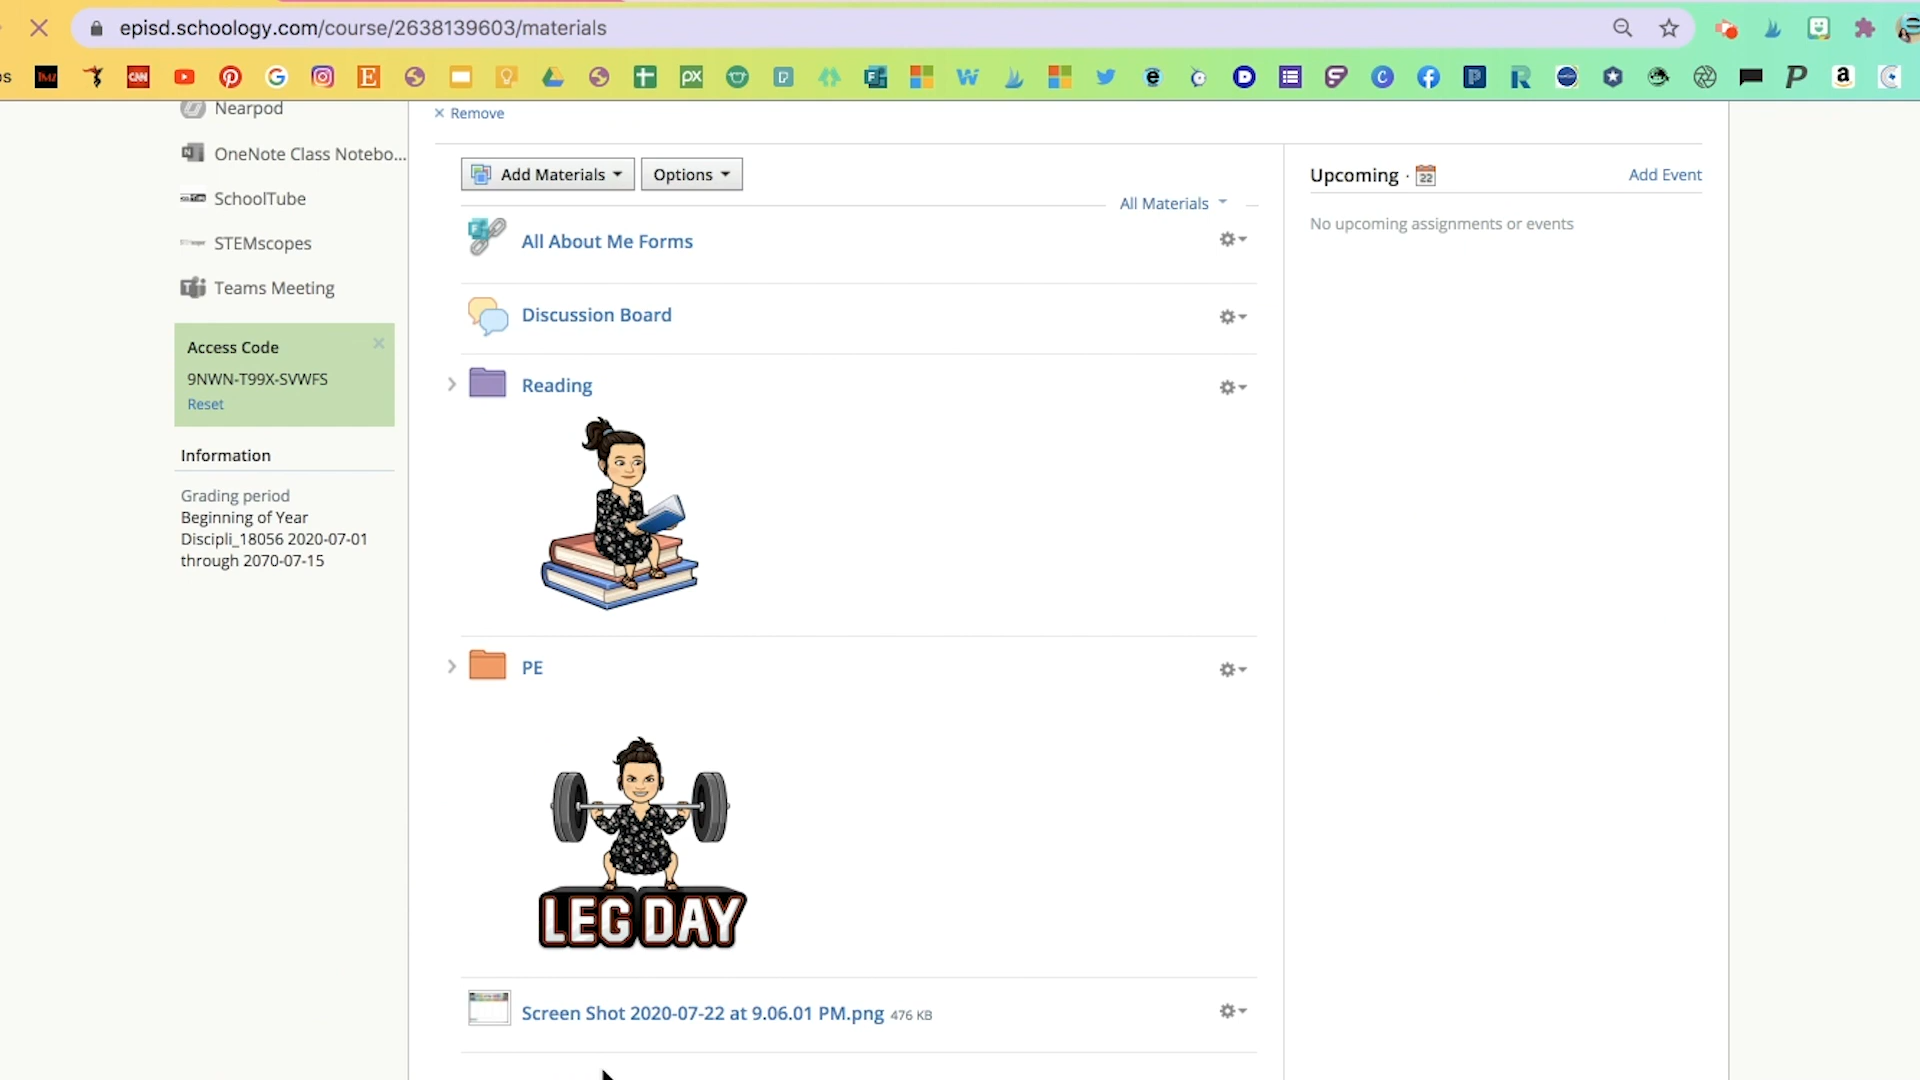 episd.schoology.com/course/2638139603/materials
Nearpod
OneNote Class Notebo...
SchoolTube
STEMscopes
Teams Meeting
Access Code
9NWN-T99X-SVWFS
Reset
Information
Grading period
Beginning of Year
Discipli_18056 2020-07-01
through 2070-07-15
Remove
Add Materials
Options
All Materials
All About Me Forms
Discussion Board
Reading
PE
LEG DAY
Screen Shot 2020-07-22 at 9.06.01 PM.png 476 KB
Upcoming · 22
Add Event
No upcoming assignments or events